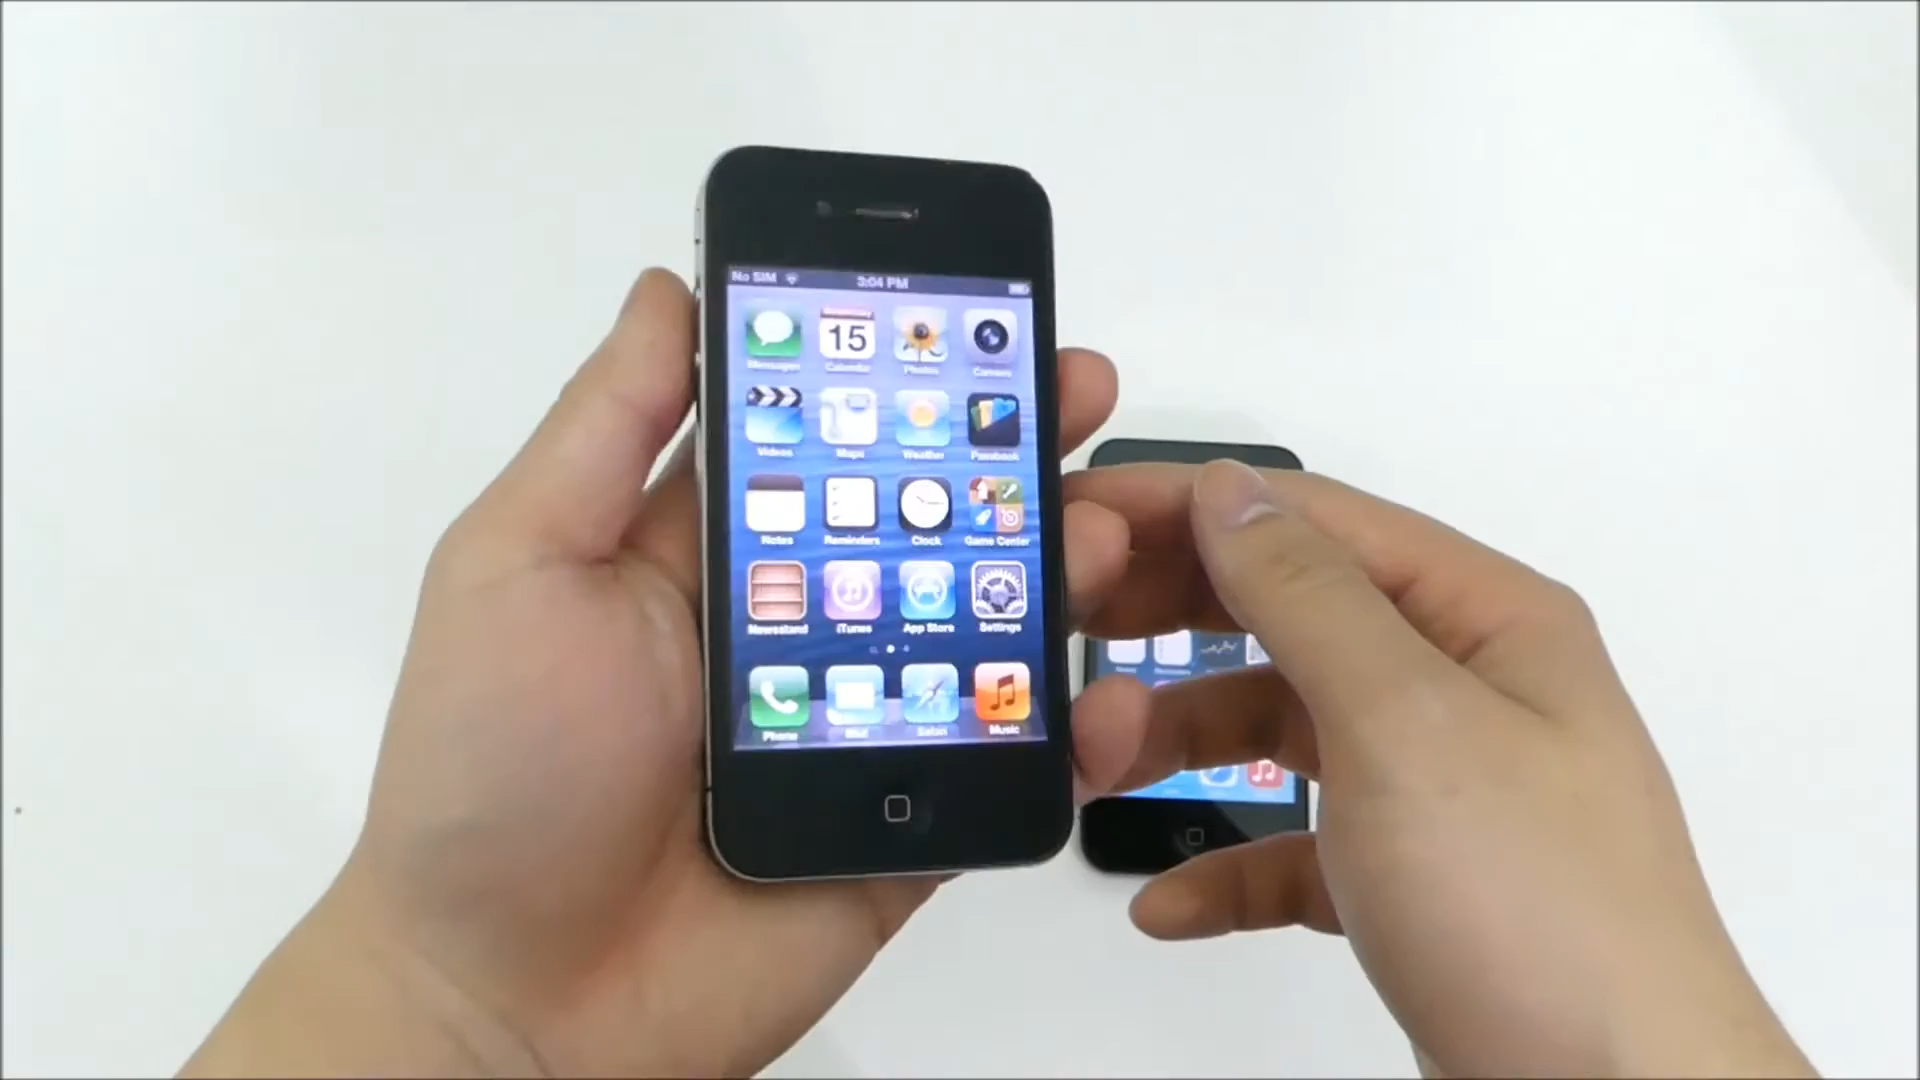 No SIM 3:04 PM
15
Messages Calendar Photos Camera
Videos Maps Weather Passbook
Notes Reminders Clock Game Center
Newsstand iTunes App Store Settings
Phone Mail Safari Music